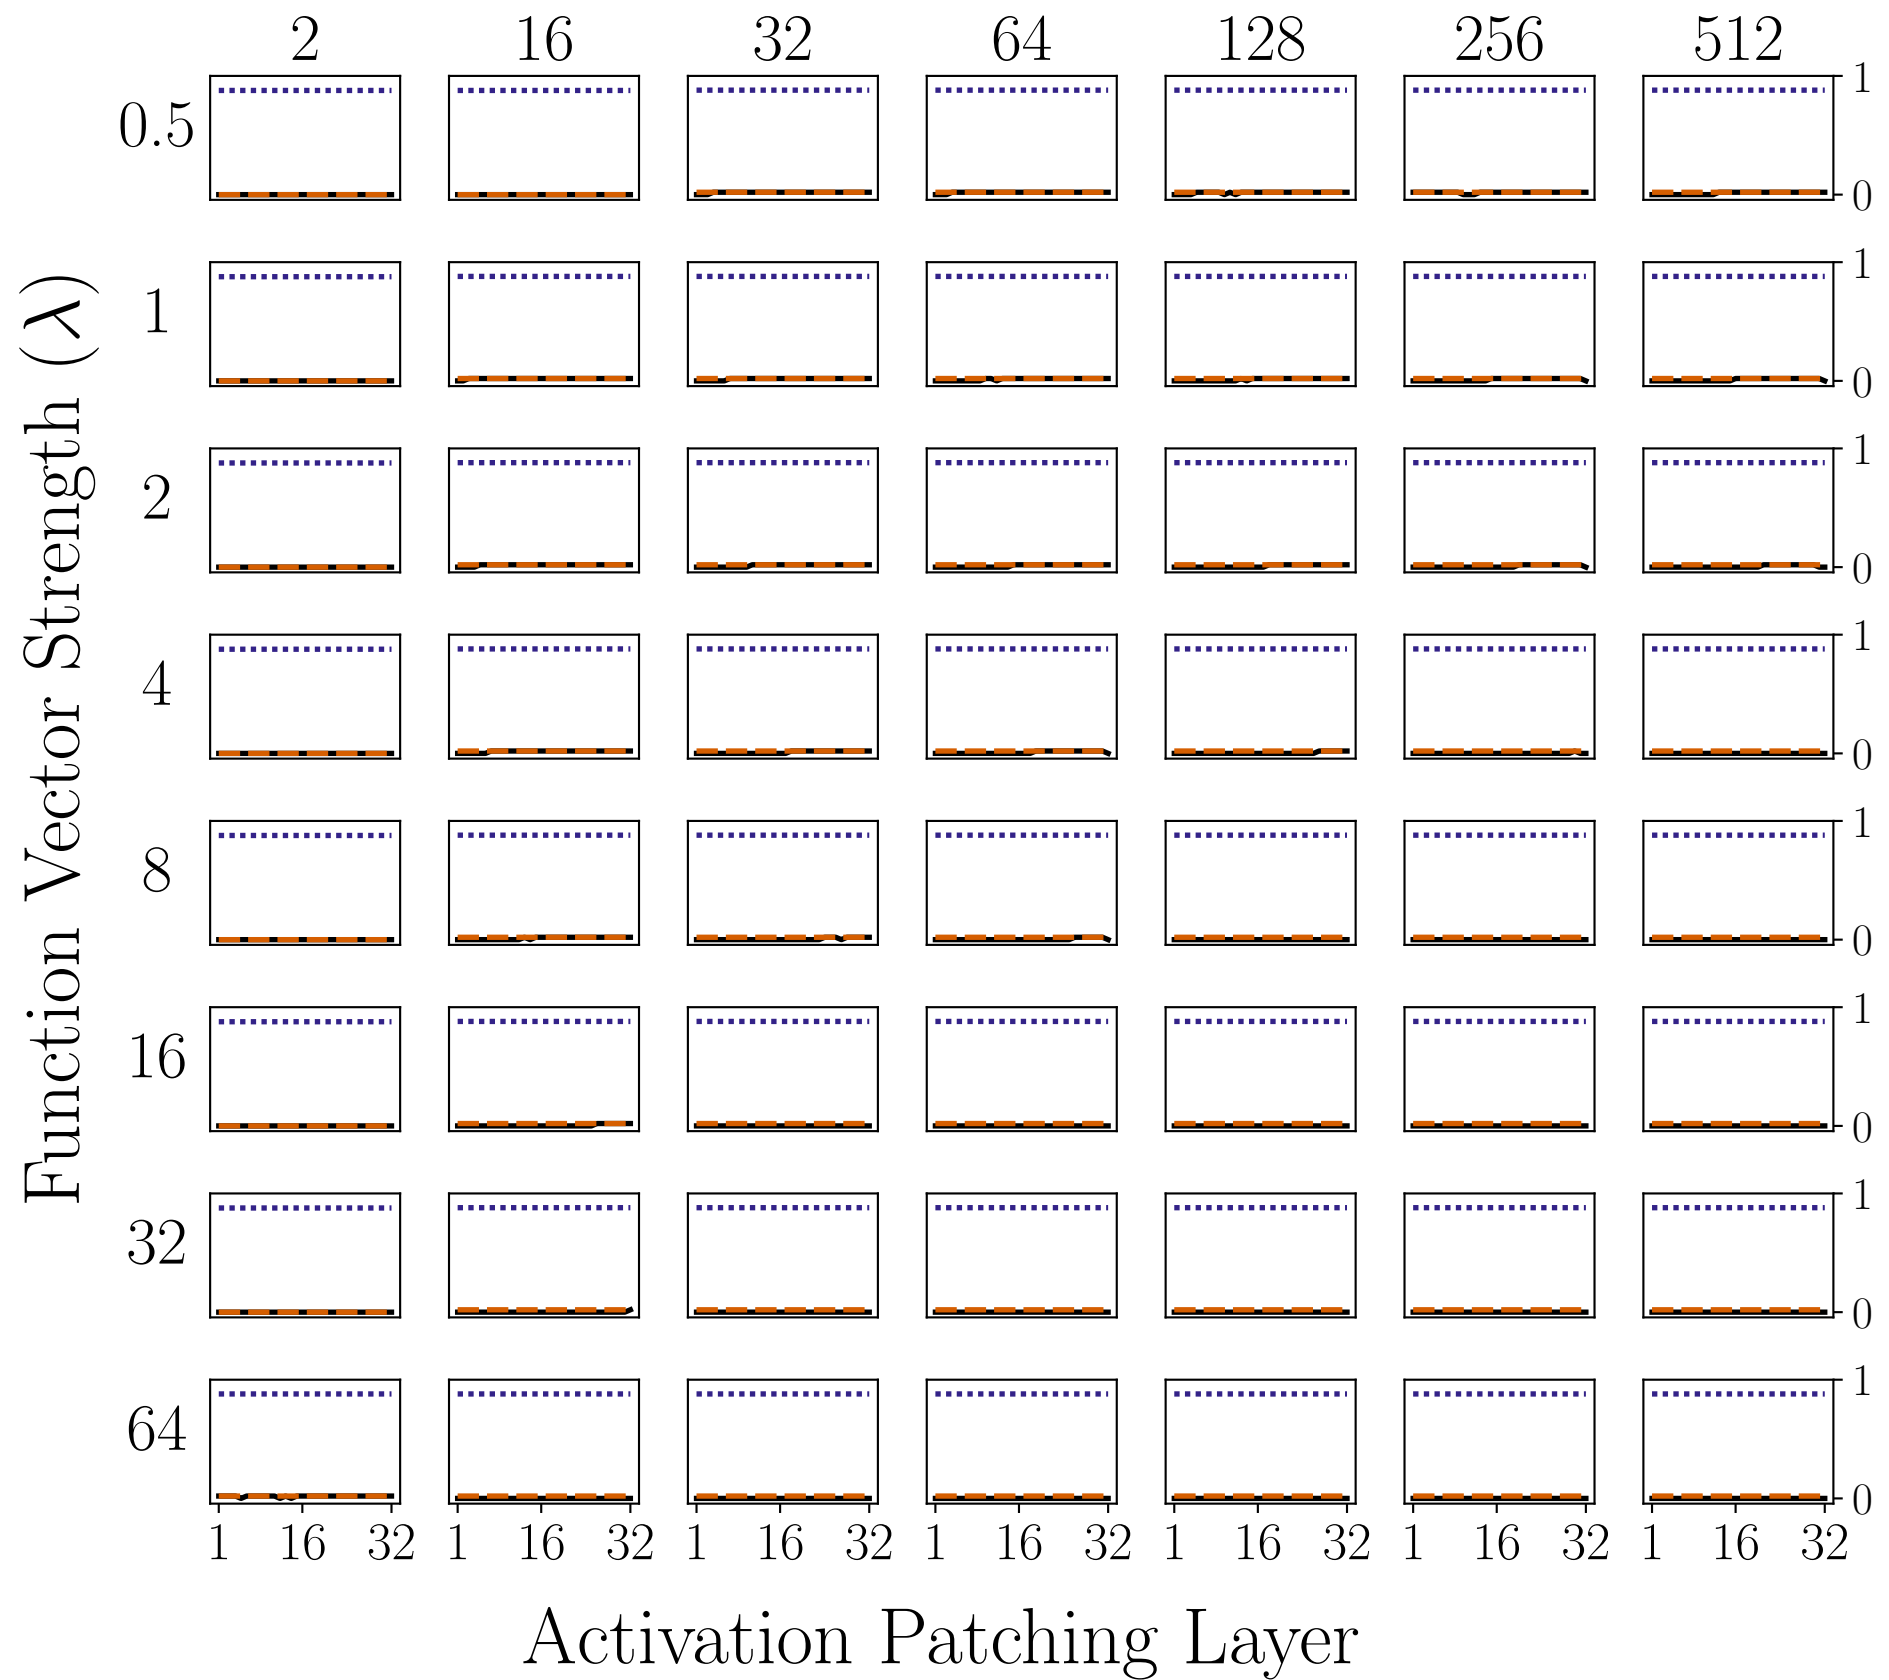 2 16 32 64 128 256 512
Function Vector Strength (λ)
0.5 1 0
1 1 0
2 1 0
4 1 0
8 1 0
16 1 0
32 1 0
64 1 0
1 16 32 1 16 32 1 16 32 1 16 32 1 16 32 1 16 32 1 16 32
Activation Patching Layer